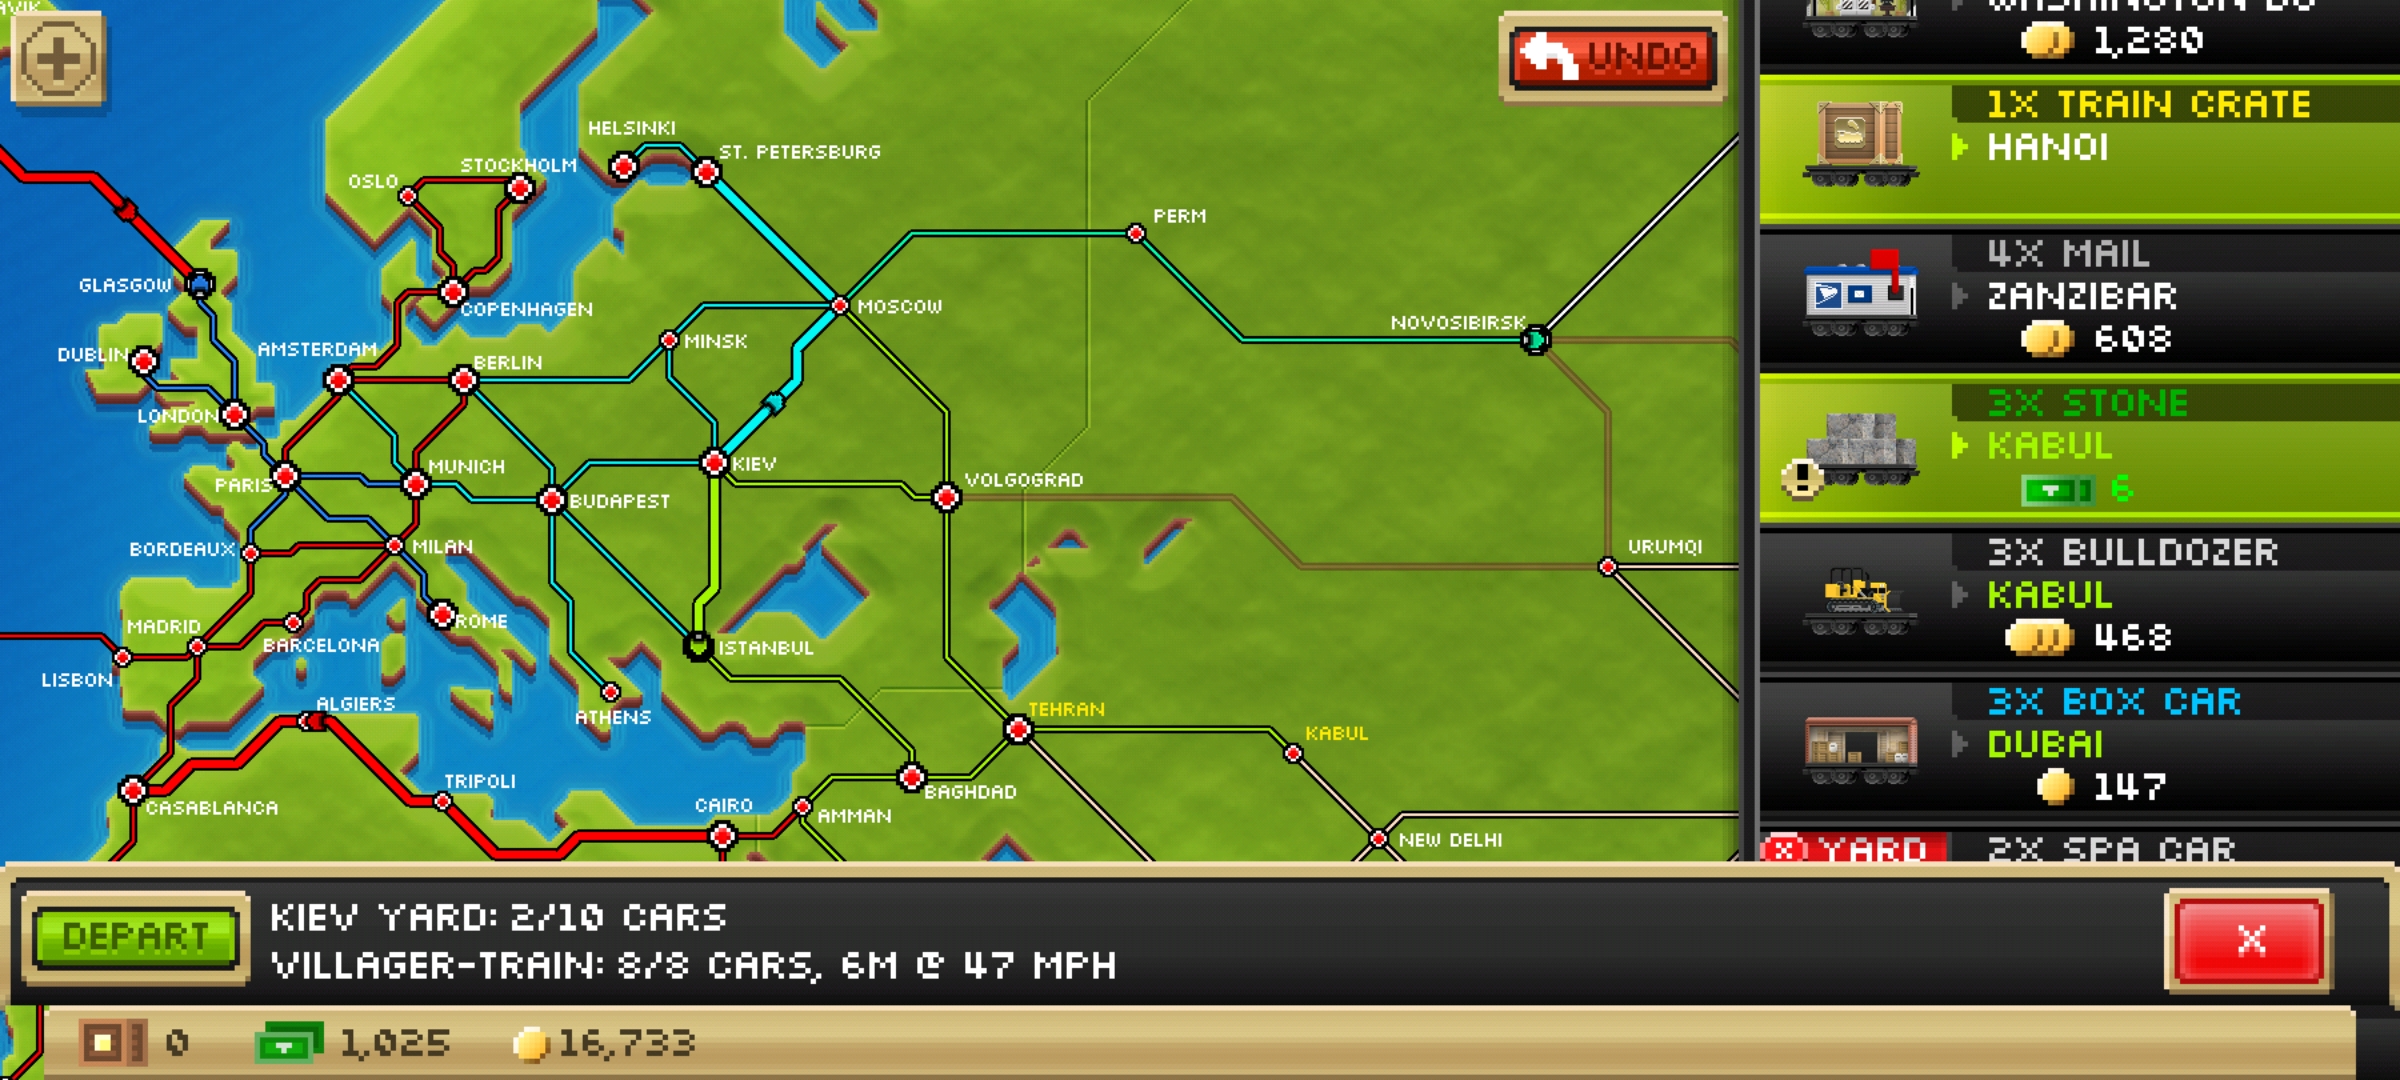 UNDO
HELSINKI
ST. PETERSBURG
STOCKHOLM
OSLO
PERM
GLASGOW
COPENHAGEN
MOSCOW
NOVOSIBIRSK
DUBLIN
AMSTERDAM
BERLIN
MINSK
LONDON
MUNICH
KIEV
PARIS
BUDAPEST
VOLGOGRAD
BORDEAUX
MILAN
URUMQI
MADRID
BARCELONA
ROME
ISTANBUL
LISBON
ALGIERS
ATHENS
TEHRAN
KABUL
CASABLANCA
TRIPOLI
CAIRO
AMMAN
BAGHDAD
NEW DELHI
WASHINGTON DC
1,280
1X TRAIN CRATE
HANOI
4X MAIL
ZANZIBAR
608
3X STONE
KABUL
6
3X BULLDOZER
KABUL
468
3X BOX CAR
DUBAI
147
YARD 2X SPA CAR
DEPART
KIEV YARD: 2/10 CARS
VILLAGER-TRAIN: 8/8 CARS, 6M @ 47 MPH
X
0 1,025 16,733